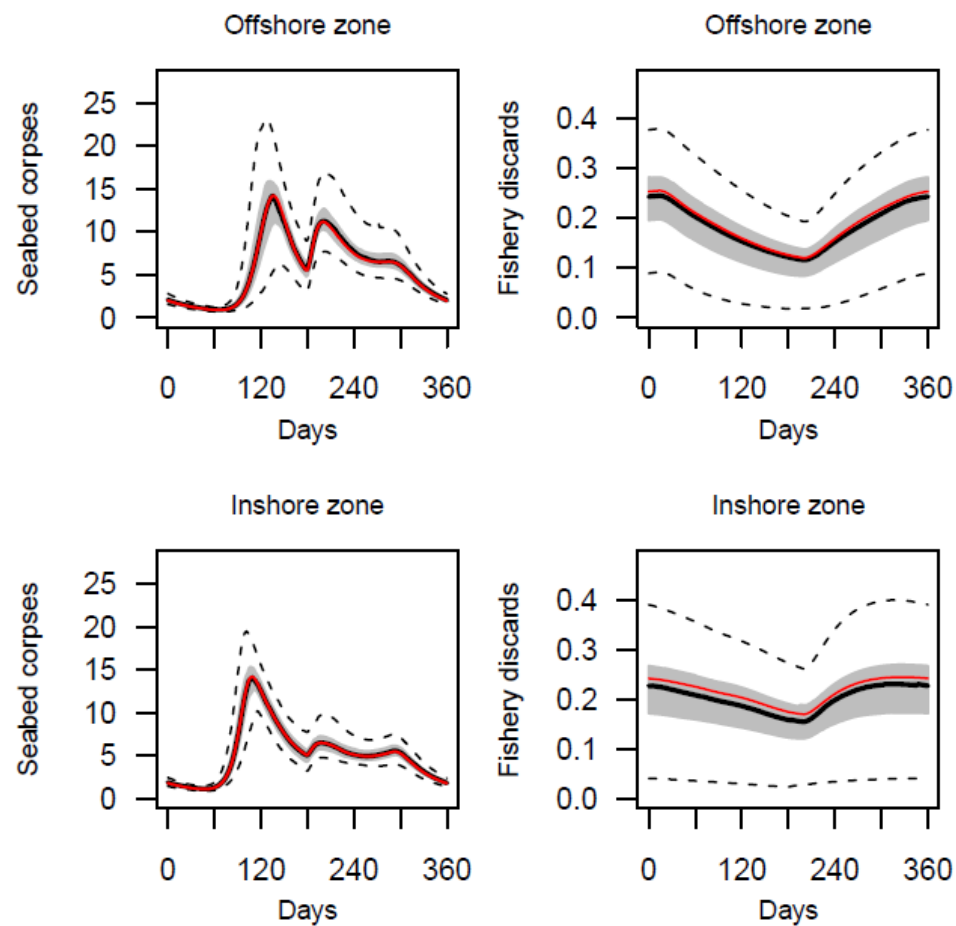 Offshore zone
Seabed corpses
25
20
15
10
5
0
0 120 240 360
Days
Offshore zone
Fishery discards
0.4
0.3
0.2
0.1
0.0
0 120 240 360
Days
Inshore zone
Seabed corpses
25
20
15
10
5
0
0 120 240 360
Days
Inshore zone
Fishery discards
0.4
0.3
0.2
0.1
0.0
0 120 240 360
Days